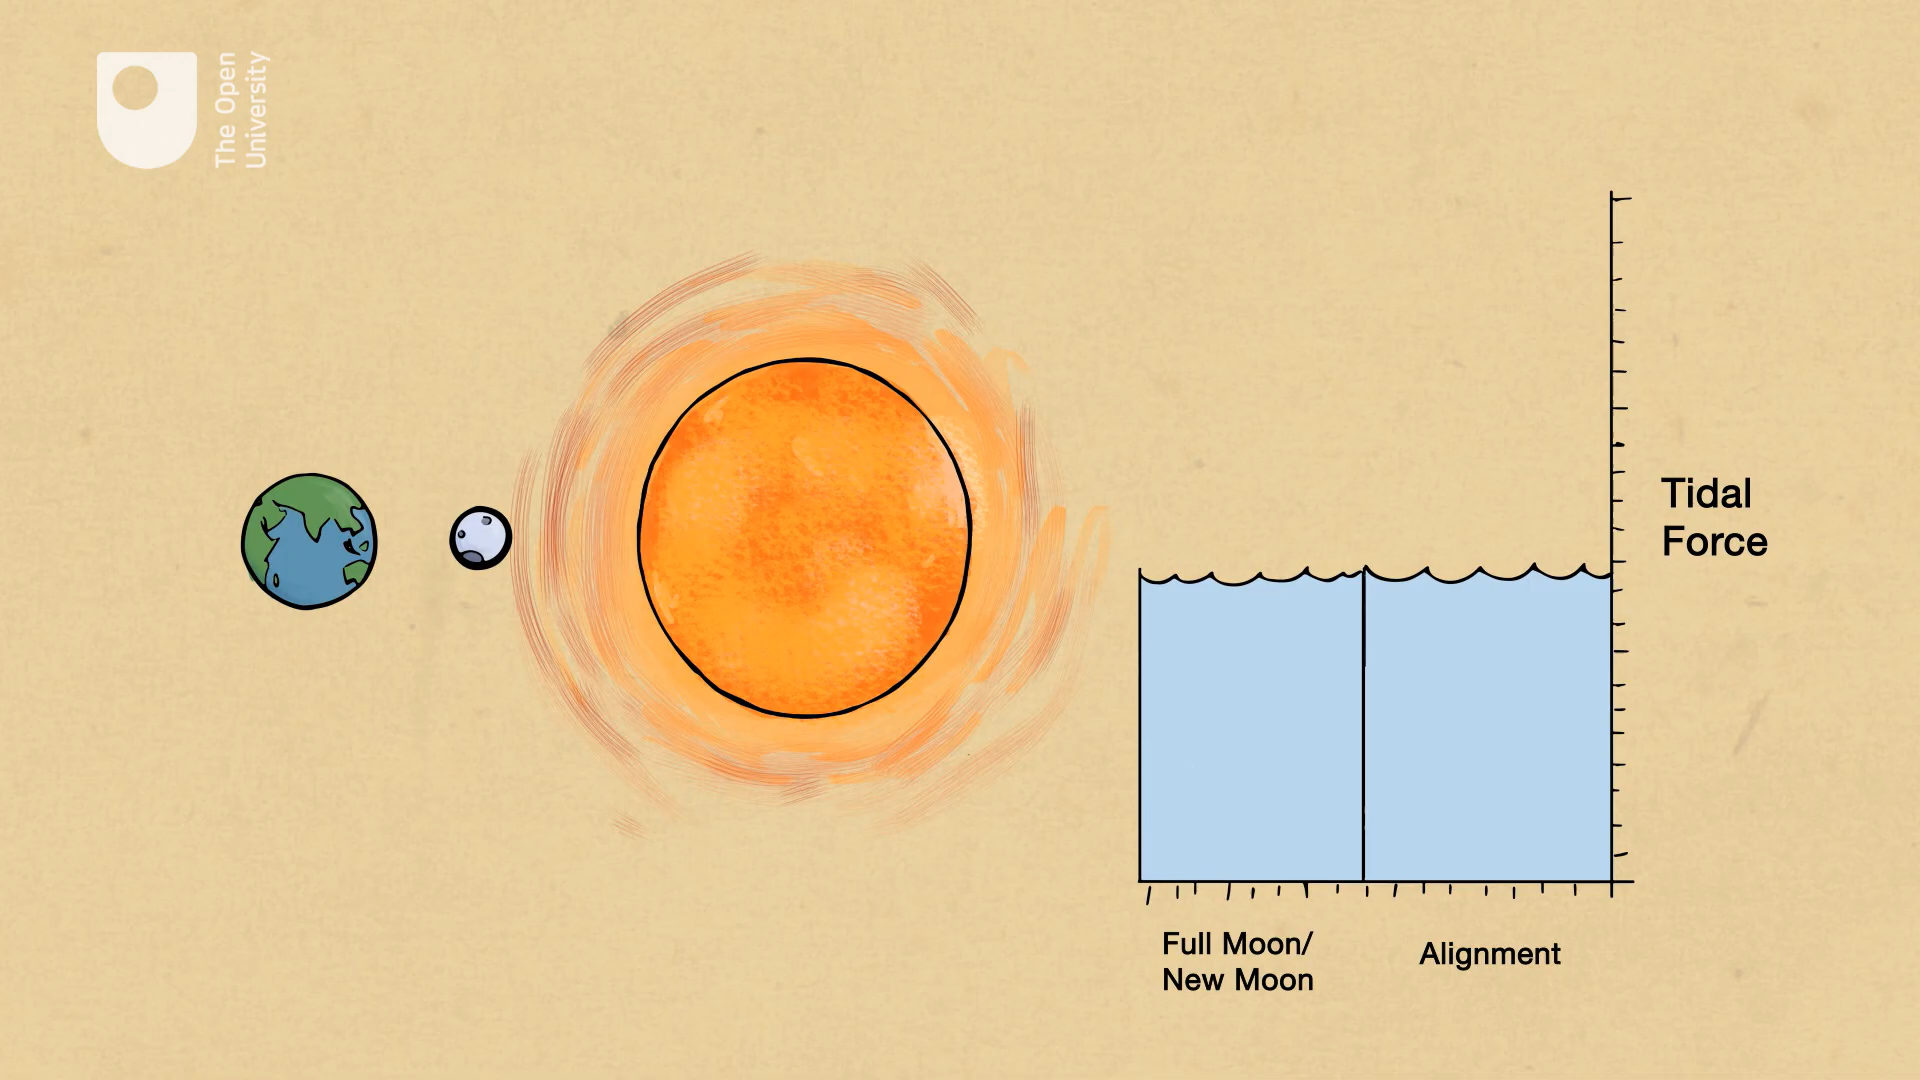 The Open
University
Tidal
Force
Full Moon/
New Moon
Alignment